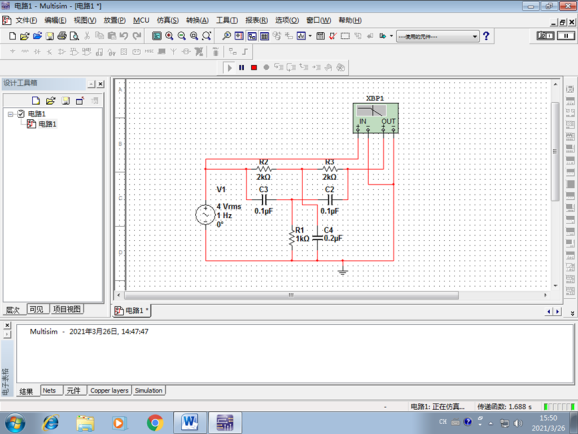 电路1 - Multisim - [电路1 *]
文件(F) 编辑(E) 视图(V) 放置(P) MCU 仿真(S) 转换(A) 工具(T) 报表(R) 选项(O) 窗口(W) 帮助(H)
---使用的元件---
设计工具箱
电路1
电路1
XBP1
IN OUT
R2
2kΩ
R3
2kΩ
V1
4 Vrms
1 Hz
0°
C3
0.1µF
C2
0.1µF
R1
1kΩ
C4
0.2µF
层次 可见 项目视图
电路1 *
Multisim - 2021年3月26日, 14:47:47
电子表格
结果 Nets 元件 Copper layers Simulation
电路1: 正在仿真... 传递函数: 1.688 s
CH
15:50
2021/3/26